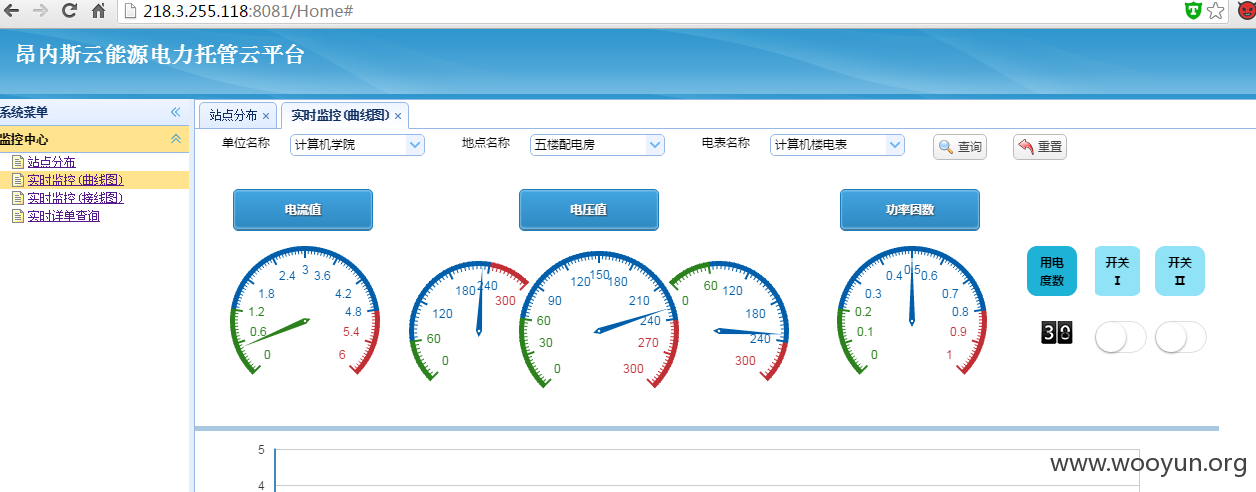 218.3.255.118:8081/Home#
昂内斯云能源电力托管云平台
系统菜单
监控中心
站点分布
实时监控(曲线图)
实时监控(接线图)
实时详单查询
站点分布 ×
实时监控(曲线图) ×
单位名称 计算机学院 地点名称 五楼配电房 电表名称 计算机楼电表 查询 重置
电流值 电压值 功率因数
0 0.6 1.2 1.8 2.4 3 3.6 4.2 4.8 5.4 6
0 60 120 180 240 300
0 30 60 90 120 150 180 210 240 270 300
0 60 120 180 240 300
0 0.1 0.2 0.3 0.4 0.5 0.6 0.7 0.8 0.9 1
用电
度数
开关
I
开关
II
5
4
www.wooyun.org